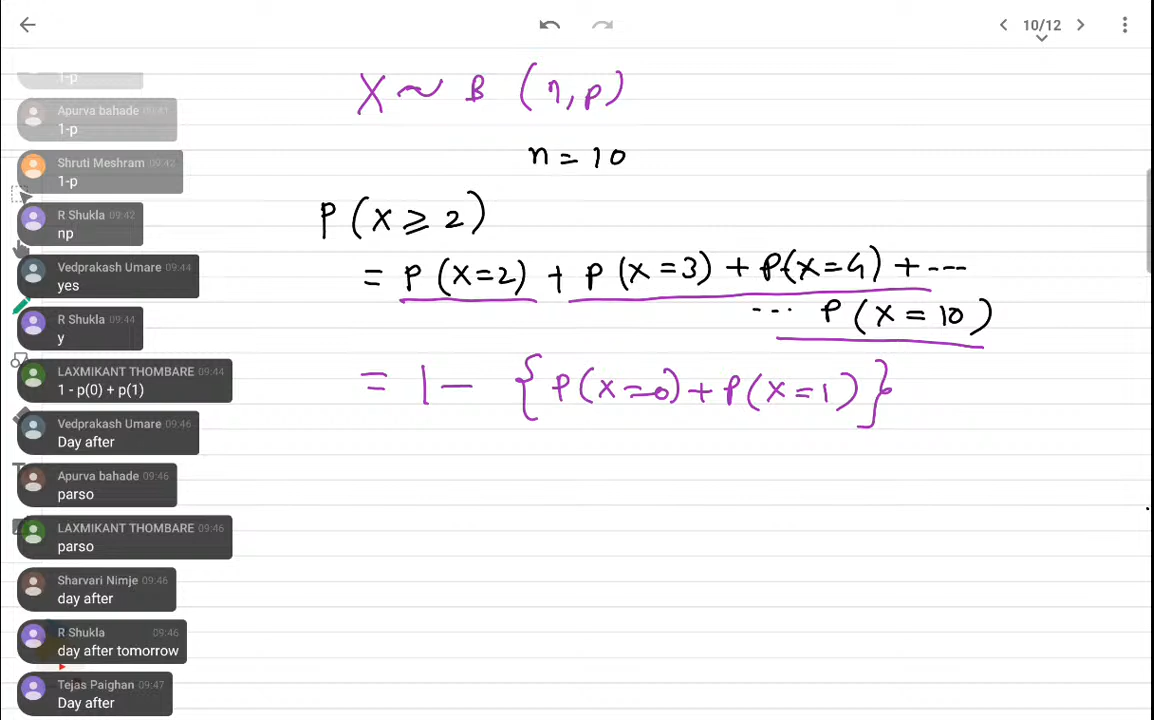 10/12
1-p
Apurva bahade 09:42
1-p
Shruti Meshram 09:42
1-p
R Shukla 09:42
np
Vedprakash Umare 09:44
yes
R Shukla 09:44
y
LAXMIKANT THOMBARE 09:44
1 - p(0) + p(1)
Vedprakash Umare 09:46
Day after
Apurva bahade 09:46
parso
LAXMIKANT THOMBARE 09:46
parso
Sharvari Nimje 09:46
day after
R Shukla 09:46
day after tomorrow
Tejas Paighan 09:47
Day after
X ~ B (n, p)
n = 10
P (X ⩾ 2)
= P (X=2) + P (X=3) + P(X=4) + ---
... P (X = 10)
= 1 - { P(X=0) + P(X=1) }